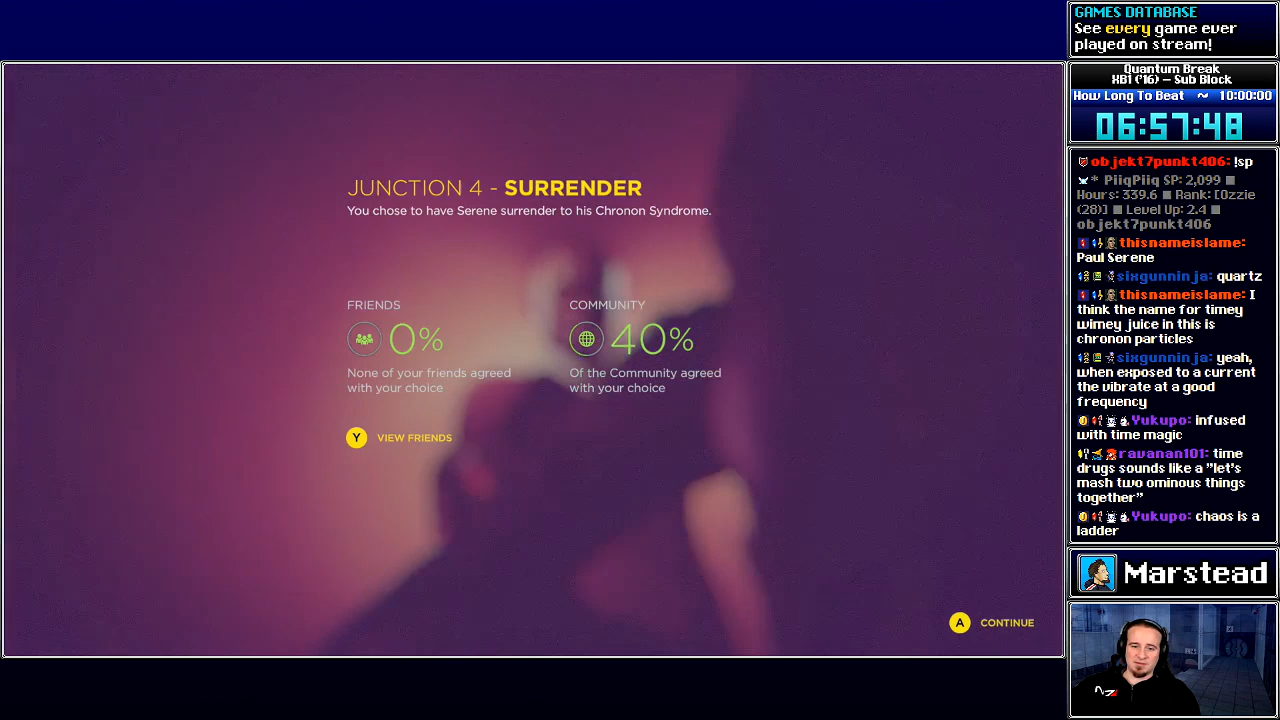 GAMES DATABASE
See every game ever
played on stream!
Quantum Break
XB1 ('16) – Sub Block
How Long To Beat ~ 10:00:00
06:57:48
JUNCTION 4 - SURRENDER
You chose to have Serene surrender to his Chronon Syndrome.
FRIENDS
0%
None of your friends agreed
with your choice
COMMUNITY
40%
Of the Community agreed
with your choice
Y VIEW FRIENDS
A CONTINUE
objekt7punkt406: !sp
* PiiqPiiq SP: 2,099 ■
Hours: 339.6 ■ Rank: [Ozzie
(28)] ■ Level Up: 2.4 ■
objekt7punkt406
thisnameislame:
Paul Serene
sixgunninja: quartz
thisnameislame: I
think the name for timey
wimey juice in this is
chronon particles
sixgunninja: yeah,
when exposed to a current
the vibrate at a good
frequency
Yukupo: infused
with time magic
ravanan101: time
drugs sounds like a "let's
mash two ominous things
together"
Yukupo: chaos is a
ladder
Marstead
N7